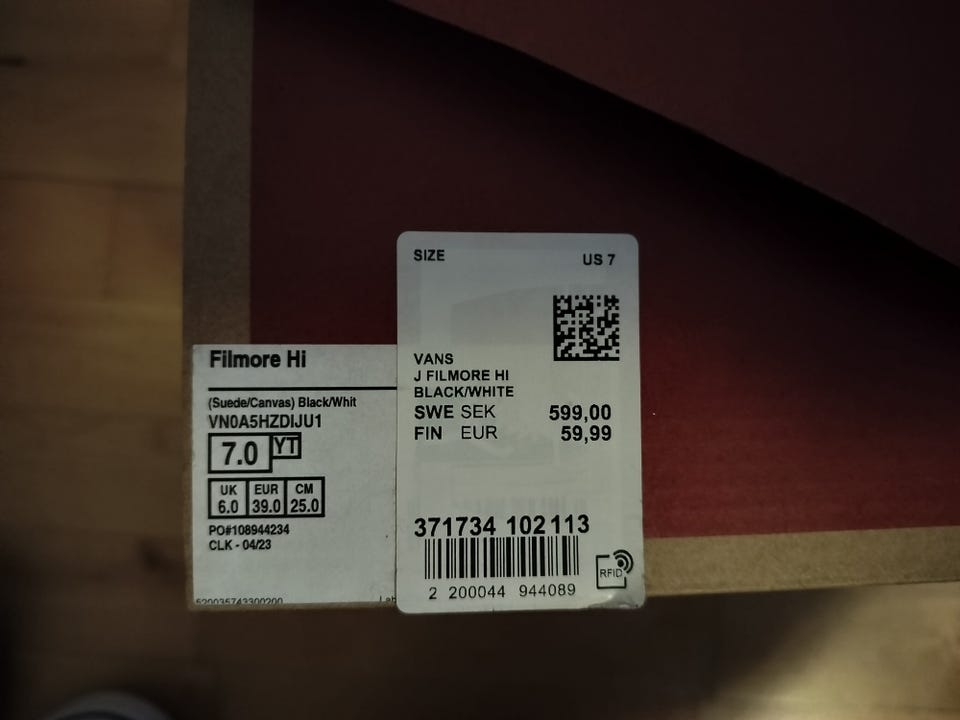 Filmore Hi
(Suede/Canvas) Black/Whit
VN0A5HZDIJU1
7.0 YT
UK EUR CM
6.0 39.0 25.0
PO#108944234
CLK - 04/23
520035743300200 Lab
SIZE US 7
VANS
J FILMORE HI
BLACK/WHITE
SWE SEK 599,00
FIN EUR 59,99
371734 102113
RFID
2 200044 944089